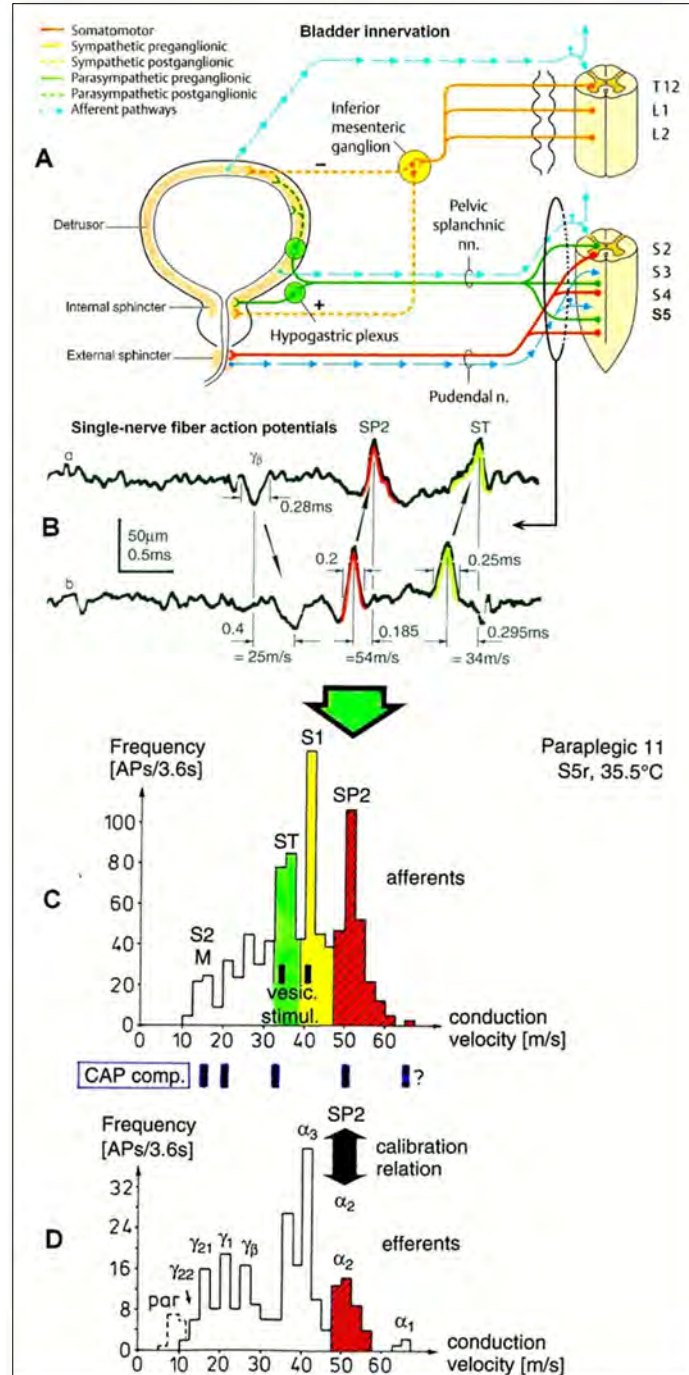 Somatomotor
Sympathetic preganglionic
Sympathetic postganglionic
Parasympathetic preganglionic
Parasympathetic postganglionic
Afferent pathways
Bladder innervation
Inferior
mesenteric
ganglion
T12
L1
L2
A
–
Detrusor
Pelvic
splanchnic
nn.
S2
S3
S4
S5
Internal sphincter
+
Hypogastric plexus
External sphincter
Pudendal n.
Single-nerve fiber action potentials
SP2
ST
a
γβ
0.28ms
B
50μm
0.5ms
0.2
0.25ms
b
0.4
0.185
0.295ms
=25m/s
=54m/s
= 34m/s
Frequency
[APs/3.6s]
S1
Paraplegic 11
S5r, 35.5°C
SP2
100
80
60
40
20
0
ST
afferents
C
S2
M
vesic.
stimul.
10 20 30 40 50 60
conduction
velocity [m/s]
CAP comp.
?
Frequency
[APs/3.6s]
SP2
α3
calibration
relation
32
24
16
8
0
α2
D
efferents
γ21
γ1
γβ
α2
γ22
par
α1
10 20 30 40 50 60
conduction
velocity [m/s]